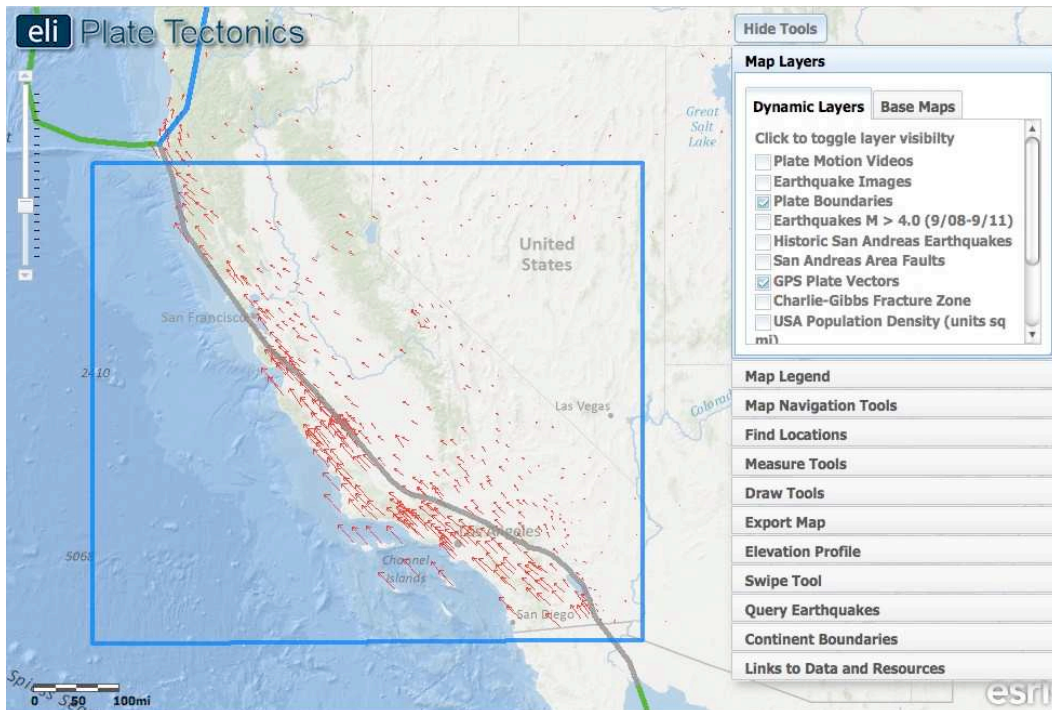 eli Plate Tectonics
Hide Tools
Map Layers
Dynamic Layers
Base Maps
Click to toggle layer visibilty
Plate Motion Videos
Earthquake Images
Plate Boundaries
Earthquakes M > 4.0 (9/08-9/11)
Historic San Andreas Earthquakes
San Andreas Area Faults
GPS Plate Vectors
Charlie-Gibbs Fracture Zone
USA Population Density (units sq
mi)
Map Legend
Map Navigation Tools
Find Locations
Measure Tools
Draw Tools
Export Map
Elevation Profile
Swipe Tool
Query Earthquakes
Continent Boundaries
Links to Data and Resources
Great
Salt
Lake
United
States
San Francisco
2410
Las Vegas
Colorad
5068
Los Angeles
Channel
Islands
San Diego
0 50 100mi
esri